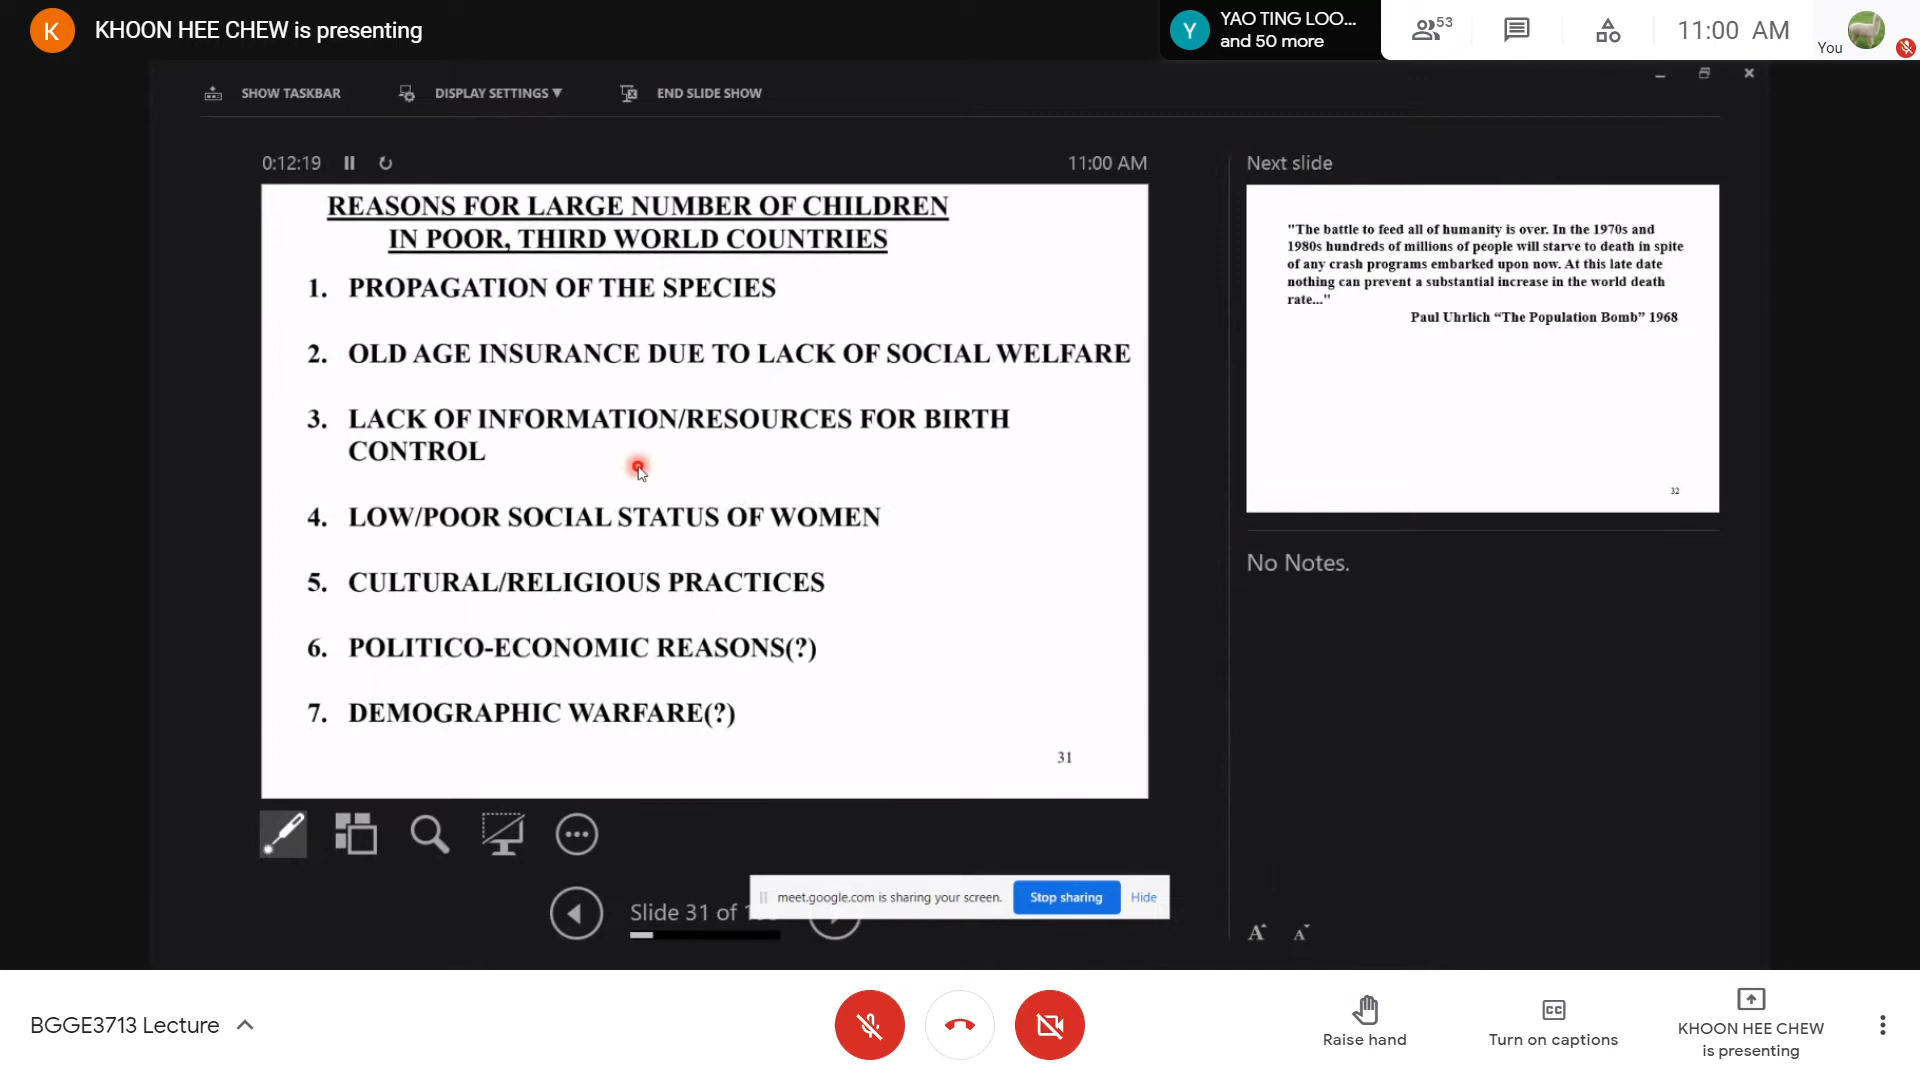 K
KHOON HEE CHEW is presenting
Y
YAO TING LOO...
and 50 more
53
11:00 AM
You
SHOW TASKBAR
DISPLAY SETTINGS ▼
END SLIDE SHOW
0:12:19
11:00 AM
REASONS FOR LARGE NUMBER OF CHILDREN
IN POOR, THIRD WORLD COUNTRIES
1. PROPAGATION OF THE SPECIES
2. OLD AGE INSURANCE DUE TO LACK OF SOCIAL WELFARE
3. LACK OF INFORMATION/RESOURCES FOR BIRTH
CONTROL
4. LOW/POOR SOCIAL STATUS OF WOMEN
5. CULTURAL/RELIGIOUS PRACTICES
6. POLITICO-ECONOMIC REASONS(?)
7. DEMOGRAPHIC WARFARE(?)
31
Next slide
"The battle to feed all of humanity is over. In the 1970s and
1980s hundreds of millions of people will starve to death in spite
of any crash programs embarked upon now. At this late date
nothing can prevent a substantial increase in the world death
rate..."
Paul Uhrlich “The Population Bomb” 1968
32
No Notes.
Slide 31 of
meet.google.com is sharing your screen.
Stop sharing
Hide
A
A
BGGE3713 Lecture
Raise hand
CC
Turn on captions
KHOON HEE CHEW
is presenting